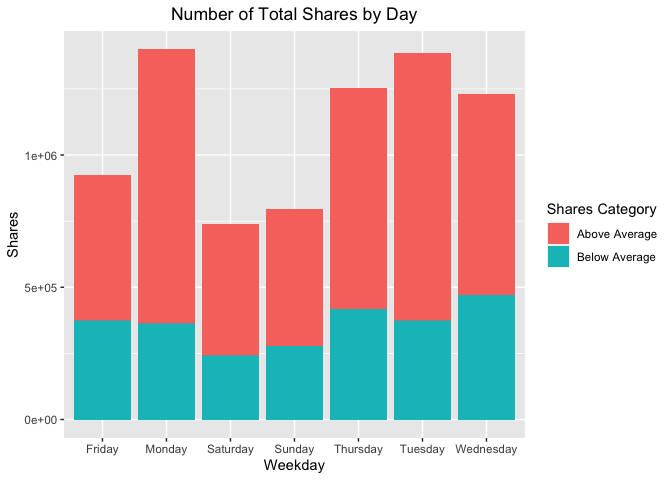 Number of Total Shares by Day
Shares
1e+06
5e+05
0e+00
Friday Monday Saturday Sunday Thursday Tuesday Wednesday
Weekday
Shares Category
Above Average
Below Average